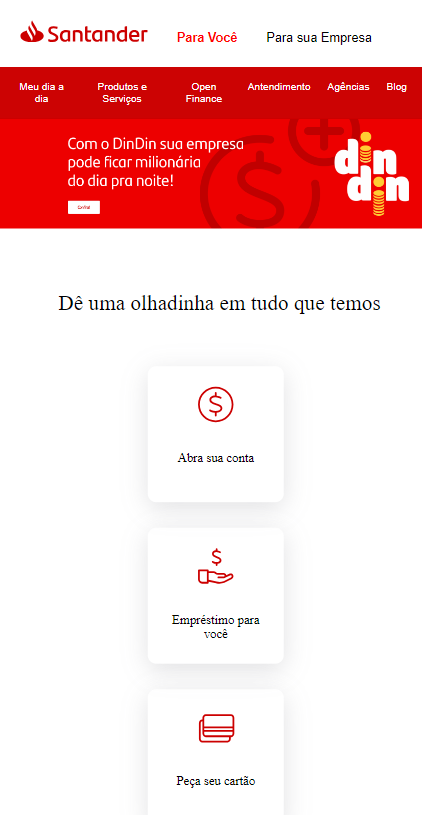 Santander
Para Você
Para sua Empresa
Meu dia a
dia
Produtos e
Serviços
Open
Finance
Antendimento
Agências
Blog
Com o DinDin sua empresa
pode ficar milionária
do dia pra noite!
din
din
Dê uma olhadinha em tudo que temos
Abra sua conta
Empréstimo para
você
Peça seu cartão